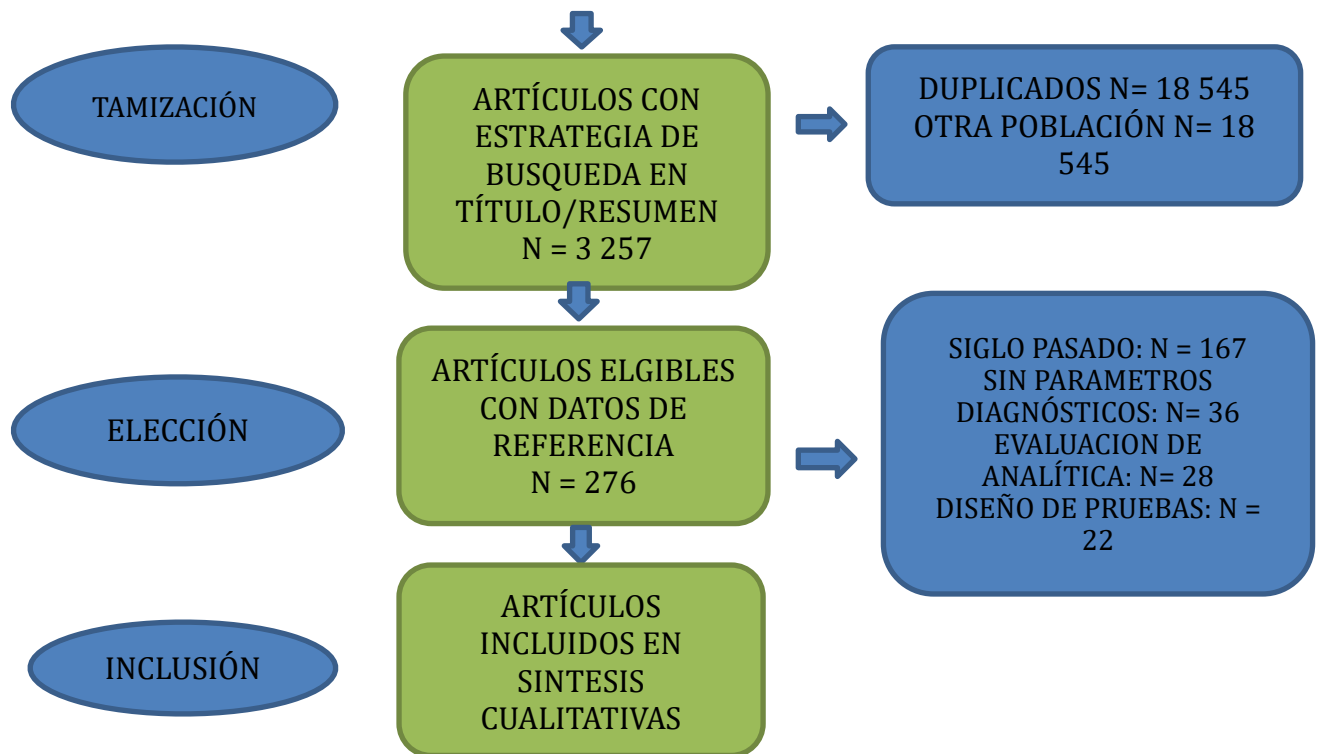 TAMIZACIÓN
ARTÍCULOS CON
ESTRATEGIA DE
BUSQUEDA EN
TÍTULO/RESUMEN
N = 3 257
DUPLICADOS N= 18 545
OTRA POBLACIÓN N= 18
545
ELECCIÓN
ARTÍCULOS ELGIBLES
CON DATOS DE
REFERENCIA
N = 276
SIGLO PASADO: N = 167
SIN PARAMETROS
DIAGNÓSTICOS: N= 36
EVALUACION DE
ANALÍTICA: N= 28
DISEÑO DE PRUEBAS: N =
22
INCLUSIÓN
ARTÍCULOS
INCLUIDOS EN
SINTESIS
CUALITATIVAS